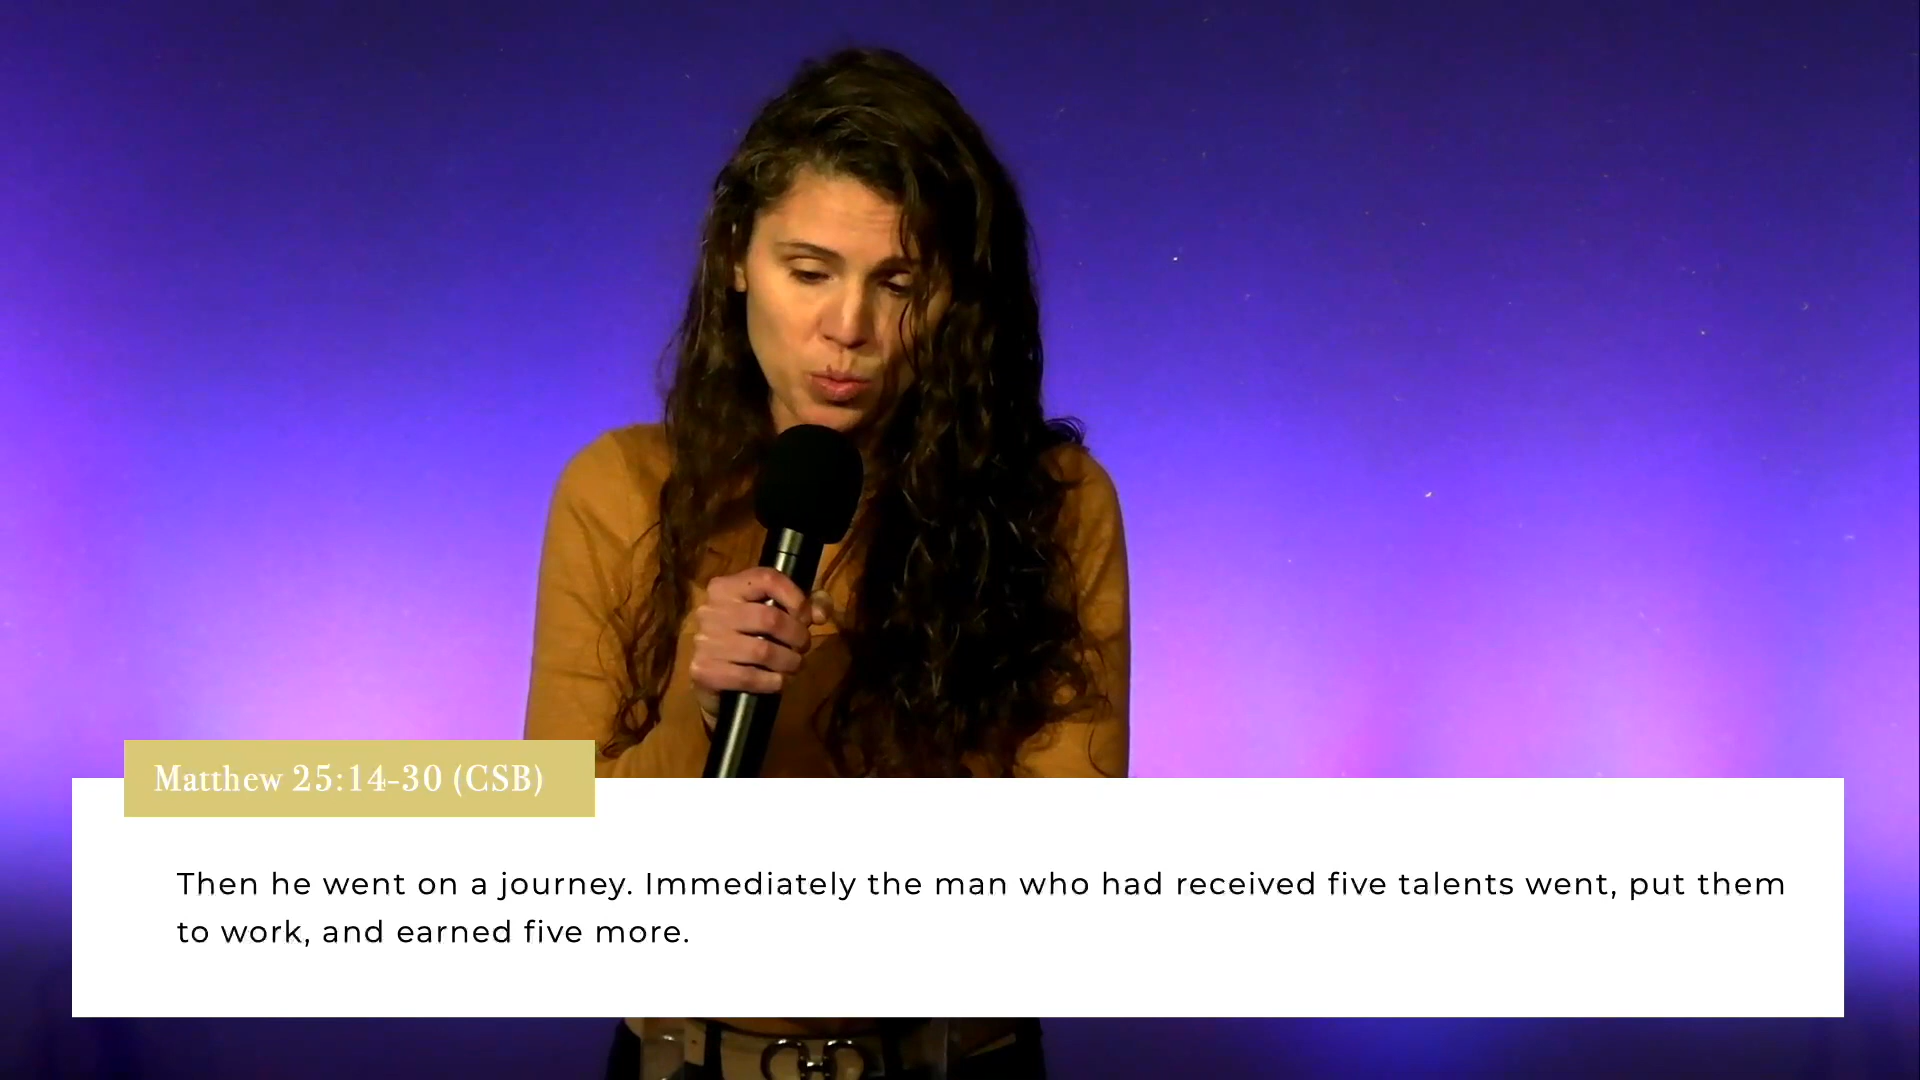 Matthew 25:14-30 (CSB)
Then he went on a journey. Immediately the man who had received five talents went, put them
to work, and earned five more.